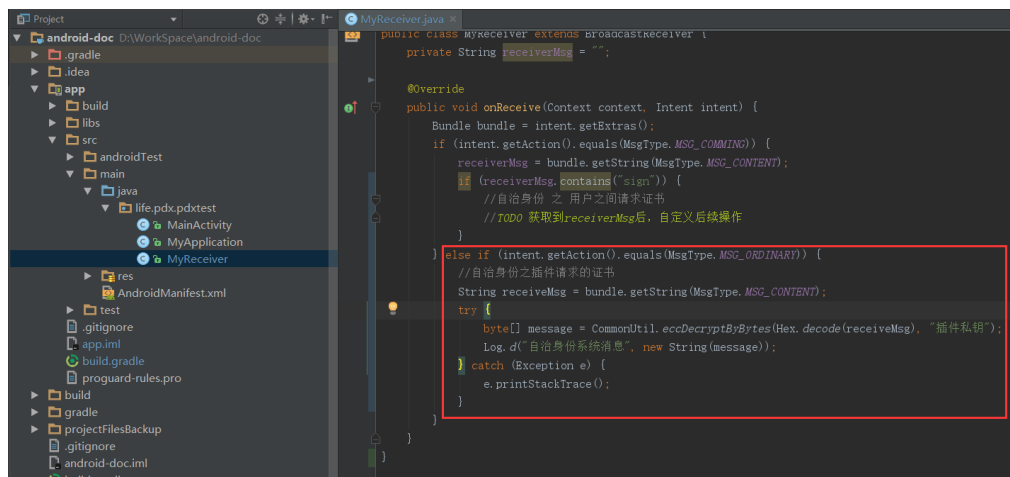 Project
android-doc D:\WorkSpace\android-doc
.gradle
.idea
app
build
libs
src
androidTest
main
java
life.pdx.pdxtest
MainActivity
MyApplication
MyReceiver
res
AndroidManifest.xml
test
.gitignore
app.iml
build.gradle
proguard-rules.pro
build
gradle
projectFilesBackup
.gitignore
android-doc.iml
MyReceiver.java
public class MyReceiver extends BroadcastReceiver {
private String receiverMsg = "";
@Override
public void onReceive(Context context, Intent intent) {
Bundle bundle = intent.getExtras();
if (intent.getAction().equals(MsgType.MSG_COMMING)) {
receiverMsg = bundle.getString(MsgType.MSG_CONTENT);
if (receiverMsg.contains("sign")) {
//自治身份 之 用户之间请求证书
//TODO 获取到receiverMsg后，自定义后续操作
}
} else if (intent.getAction().equals(MsgType.MSG_ORDINARY)) {
//自治身份之插件请求的证书
String receiveMsg = bundle.getString(MsgType.MSG_CONTENT);
try {
byte[] message = CommonUtil.eccDecryptByBytes(Hex.decode(receiveMsg), "插件私钥");
Log.d("自治身份系统消息", new String(message));
} catch (Exception e) {
e.printStackTrace();
}
}
}
}